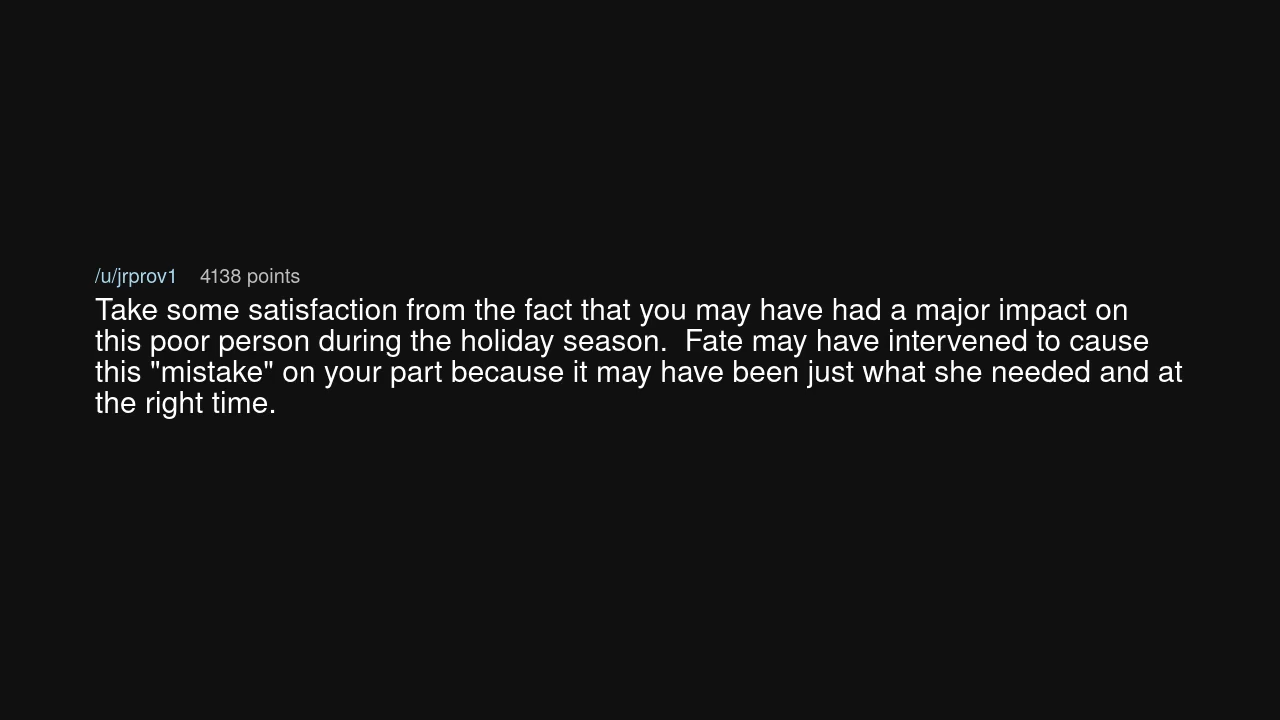 /u/jrprov1 4138 points
Take some satisfaction from the fact that you may have had a major impact on
this poor person during the holiday season.  Fate may have intervened to cause
this "mistake" on your part because it may have been just what she needed and at
the right time.